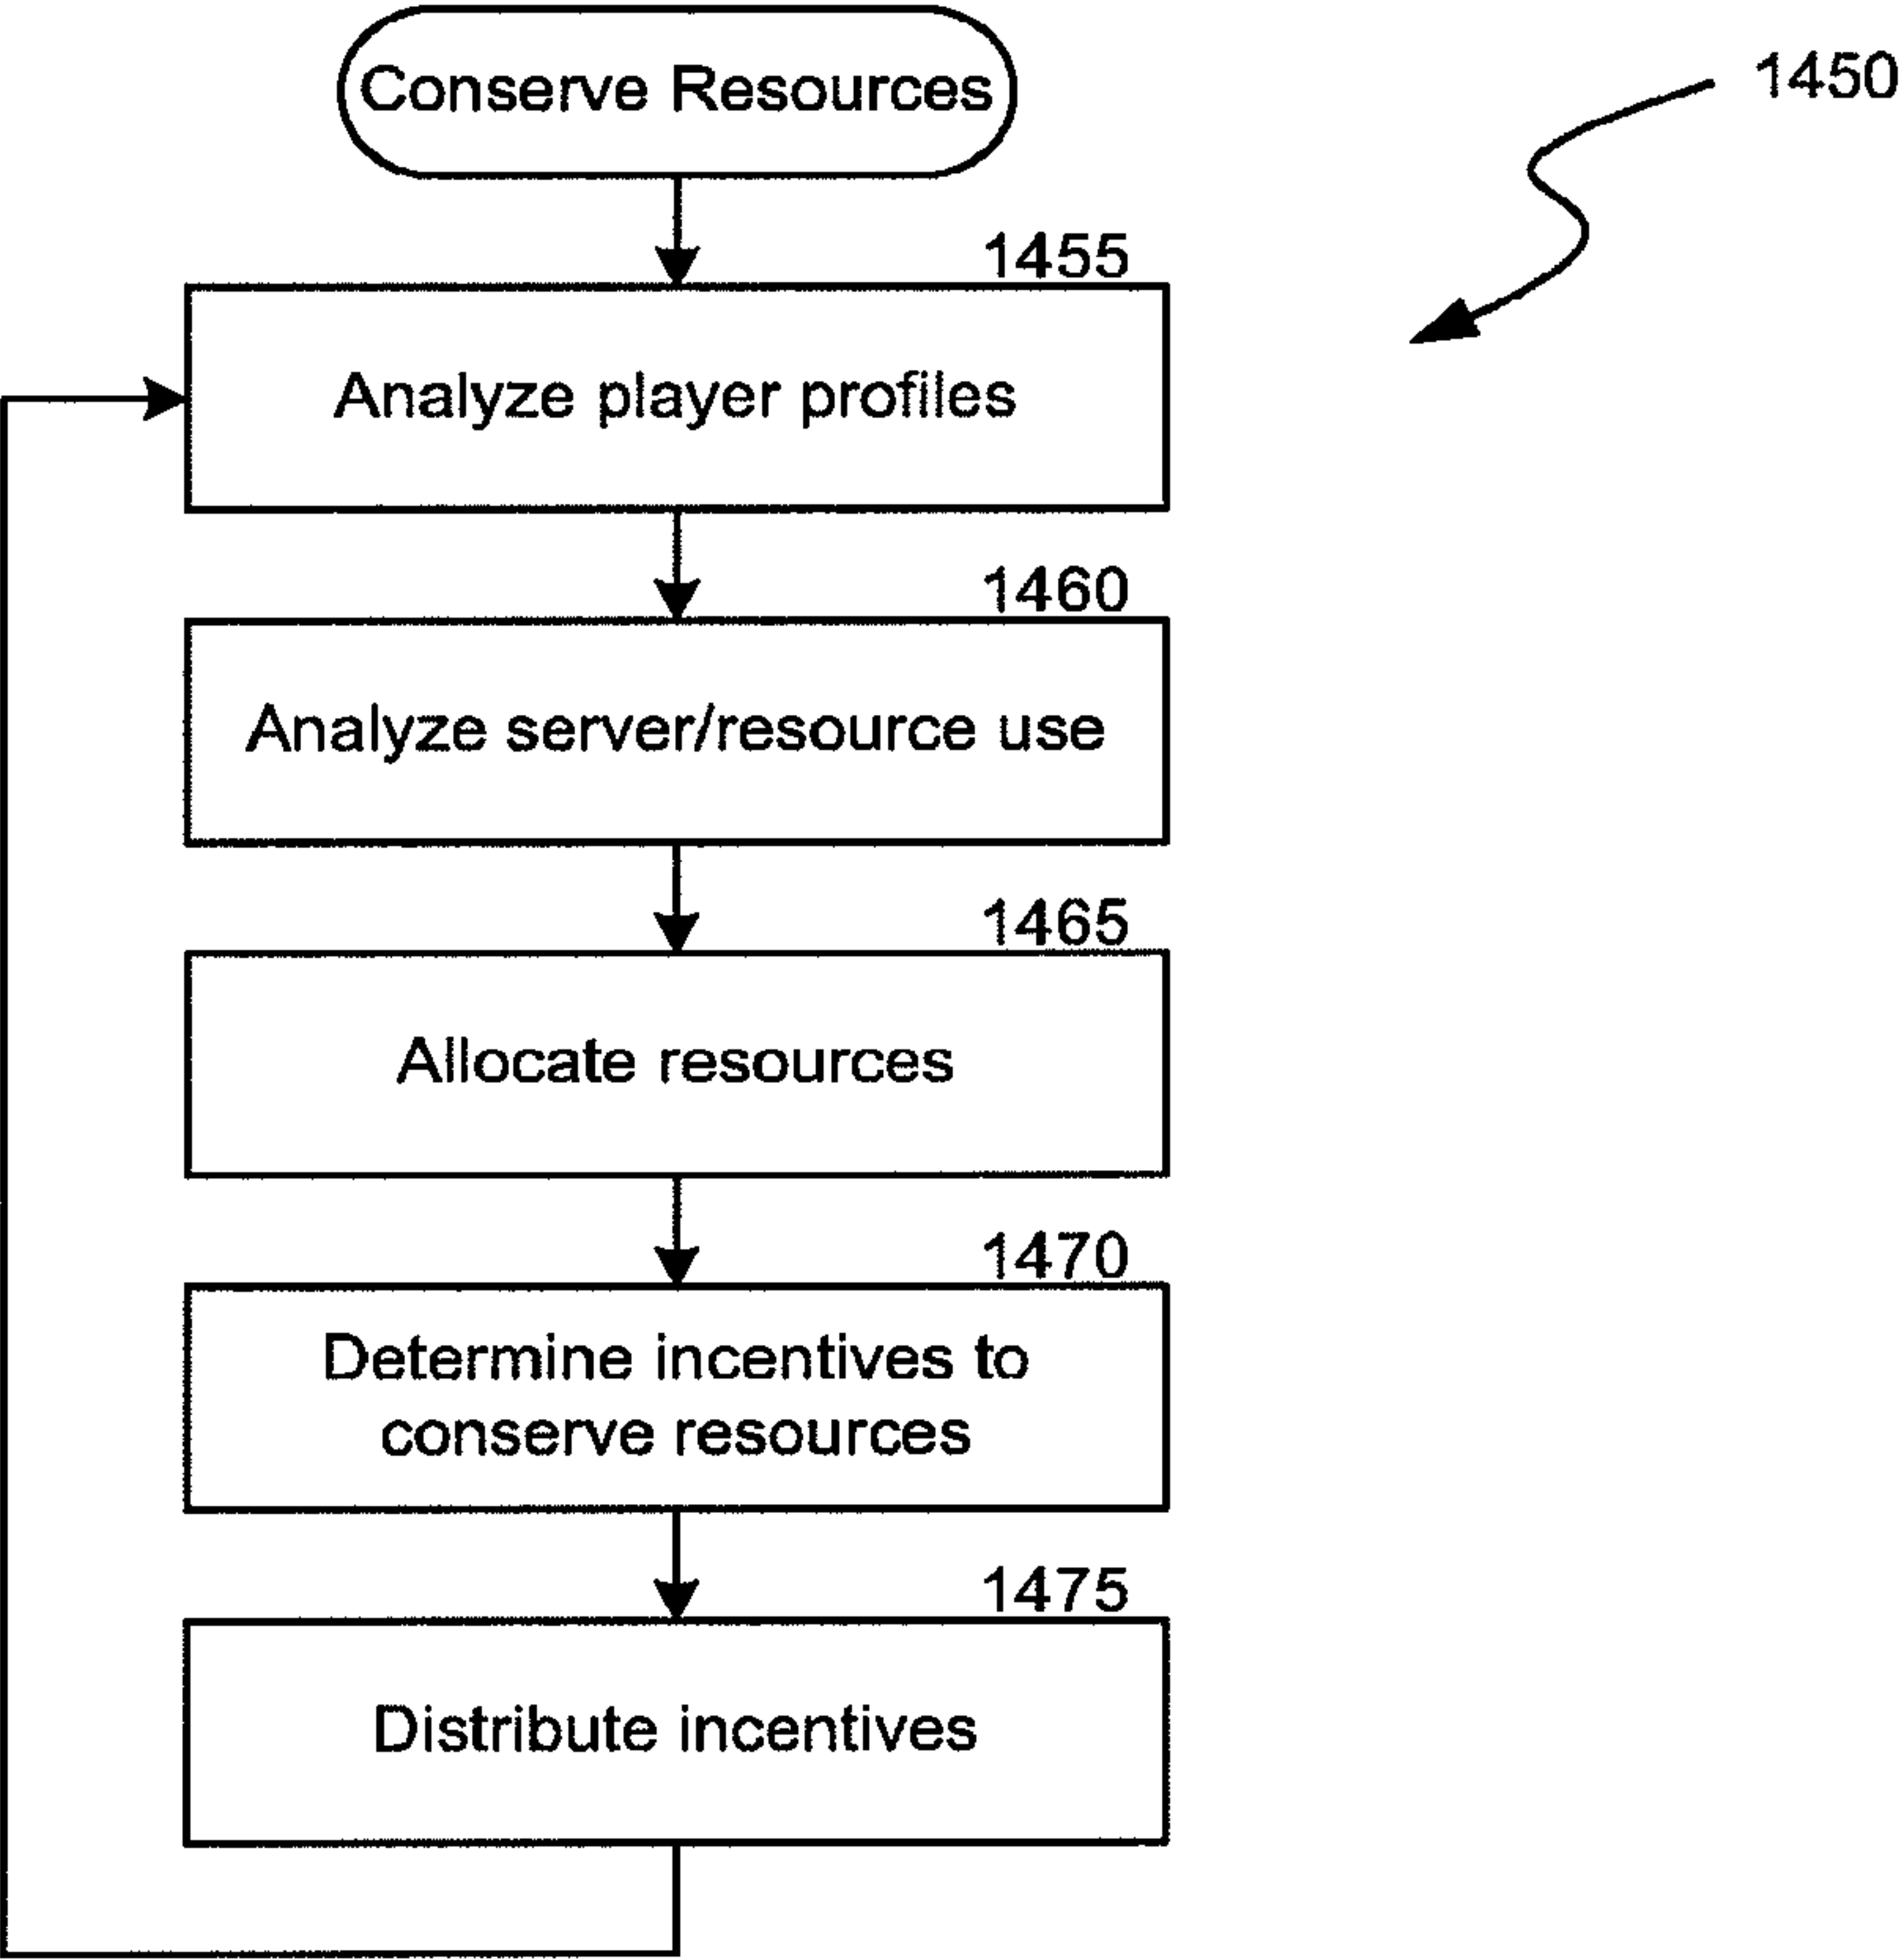 Conserve Resources
1450
1455
Analyze player profiles
1460
Analyze server/resource use
1465
Allocate resources
1470
Determine incentives to
conserve resources
1475
Distribute incentives